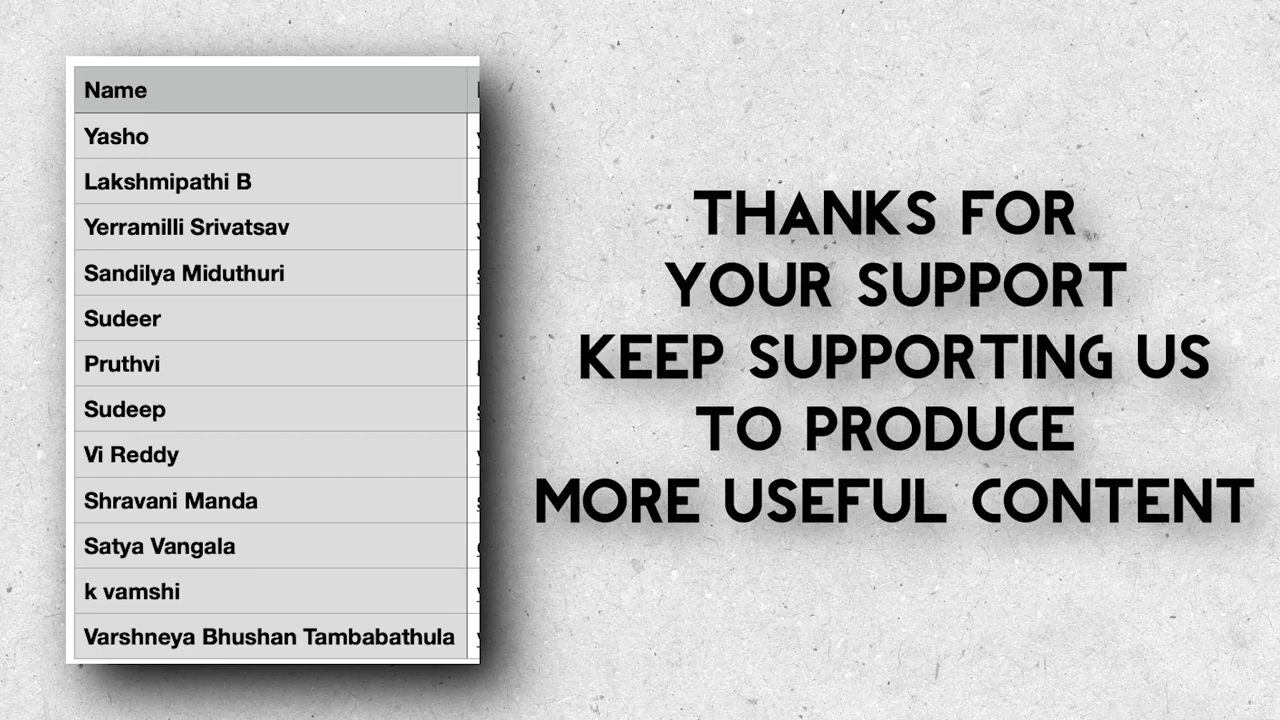 Name
Yasho
Lakshmipathi B
Yerramilli Srivatsav
Sandilya Miduthuri
Sudeer
Pruthvi
Sudeep
Vi Reddy
Shravani Manda
Satya Vangala
k vamshi
Varshneya Bhushan Tambabathula
THANKS FOR
YOUR SUPPORT
KEEP SUPPORTING US
TO PRODUCE
MORE USEFUL CONTENT